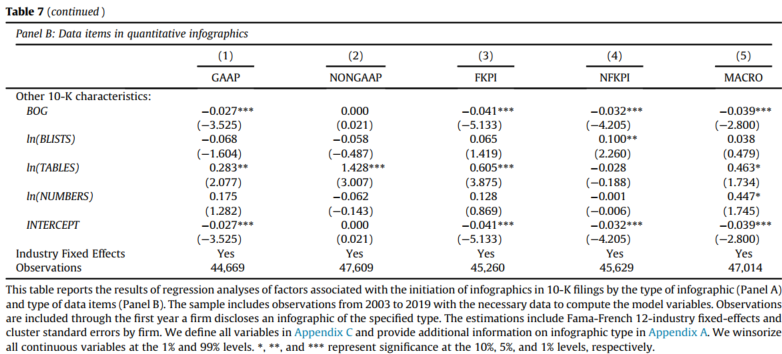 Table 7 (continued )
Panel B: Data items in quantitative infographics
(1) (2) (3) (4) (5)
GAAP NONGAAP FKPI NFKPI MACRO
Other 10-K characteristics:
BOG −0.027*** 0.000 −0.041*** −0.032*** −0.039***
(−3.525) (0.021) (−5.133) (−4.205) (−2.800)
ln(BLISTS) −0.068 −0.058 0.065 0.100** 0.038
(−1.604) (−0.487) (1.419) (2.260) (0.479)
ln(TABLES) 0.283** 1.428*** 0.605*** −0.028 0.463*
(2.077) (3.007) (3.875) (−0.188) (1.734)
ln(NUMBERS) 0.175 −0.062 0.128 −0.001 0.447*
(1.282) (−0.143) (0.869) (−0.006) (1.745)
INTERCEPT −0.027*** 0.000 −0.041*** −0.032*** −0.039***
(−3.525) (0.021) (−5.133) (−4.205) (−2.800)
Industry Fixed Effects Yes Yes Yes Yes Yes
Observations 44,669 47,609 45,260 45,629 47,014
This table reports the results of regression analyses of factors associated with the initiation of infographics in 10-K filings by the type of infographic (Panel A)
and type of data items (Panel B). The sample includes observations from 2003 to 2019 with the necessary data to compute the model variables. Observations
are included through the first year a firm discloses an infographic of the specified type. The estimations include Fama-French 12-industry fixed-effects and
cluster standard errors by firm. We define all variables in Appendix C and provide additional information on infographic type in Appendix A. We winsorize
all continuous variables at the 1% and 99% levels. *, **, and *** represent significance at the 10%, 5%, and 1% levels, respectively.